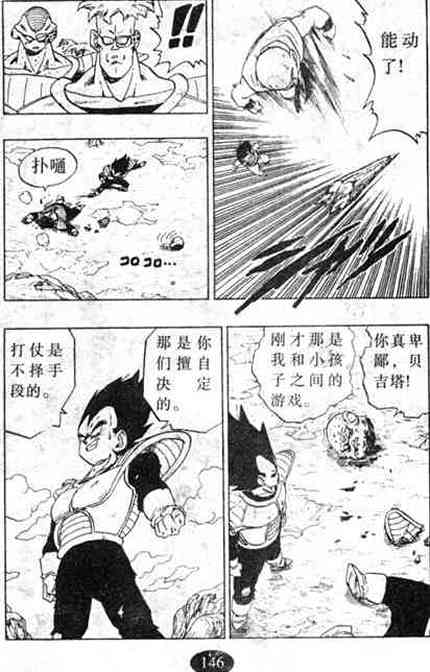 能动
了!
!!
扑嗵
コロコロ…
你真卑
鄙，贝
吉塔!
刚才那是
我和小孩
子之间的
游戏。
那是你
们擅自
决定
的。
打仗是
不择手
段的。
146